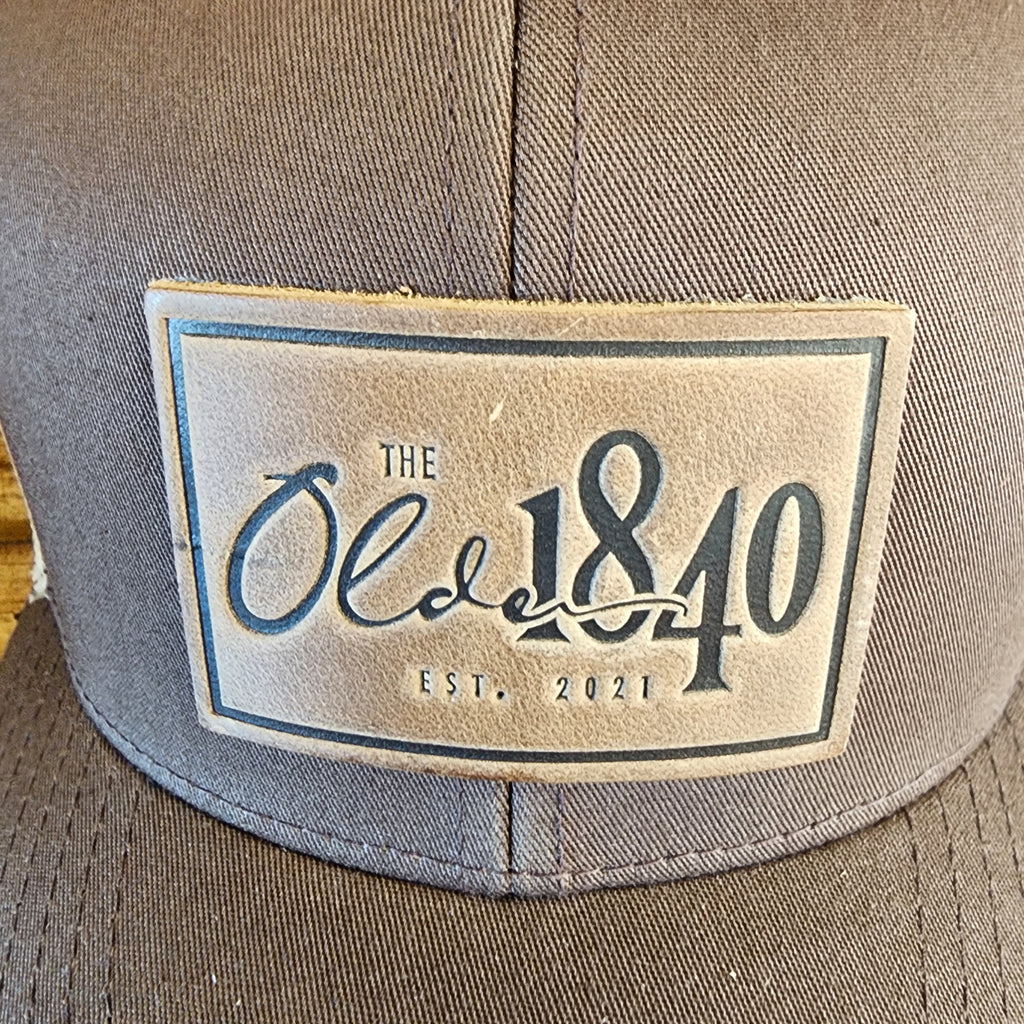 THE
Olde 1840
EST. 2021